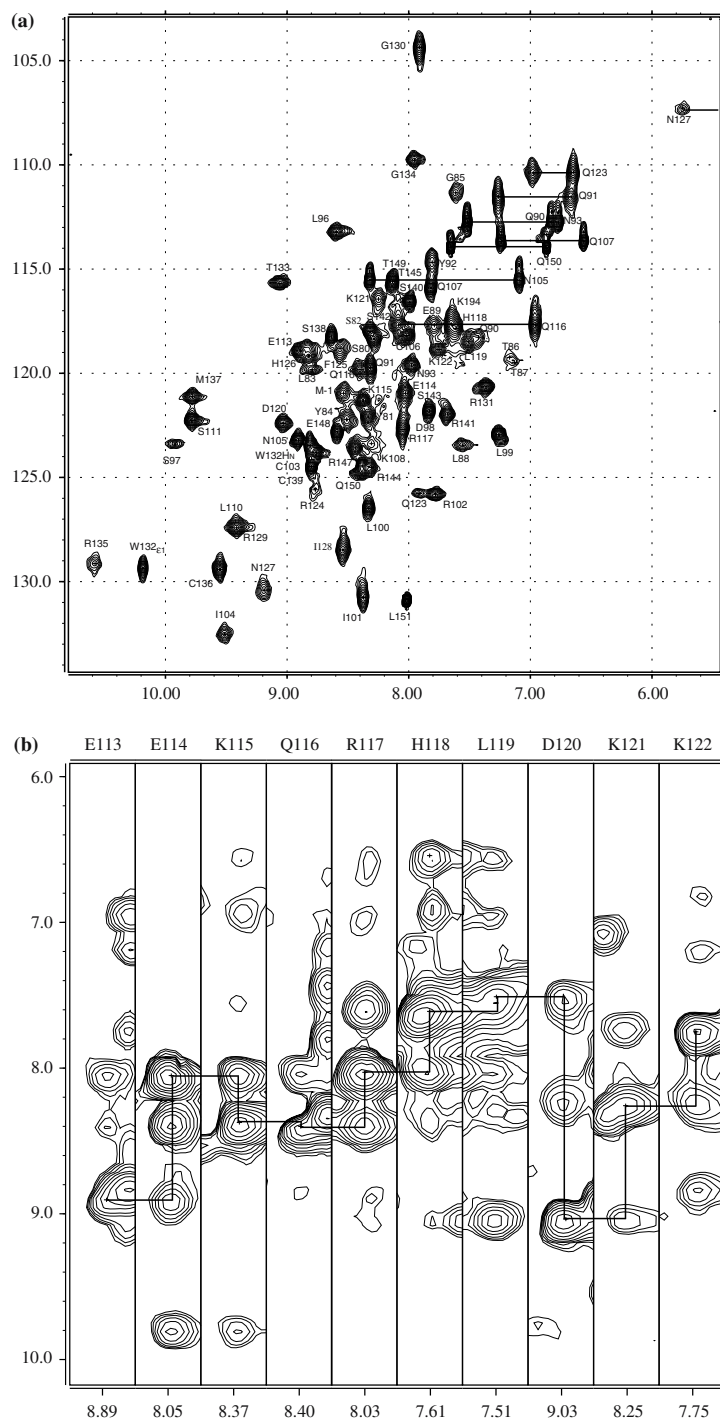 (a)
105.0
110.0
115.0
120.0
125.0
130.0
G130
N127
G134
G85
Q123
Q91
L96
Q90
N93
Q107
Q150
T149
Y92
T133
T145
N105
K121
S140
Q107
K194
S142
E89
H118
Q116
S138
S82
Q90
E113
S80
C106
T86
H126
F125
K122
L119
L83
Q116
Q91
N93
T87
M137
M-1
K115
E114
S143
R131
S111
D120
Y84
Y81
R141
E148
D98
N105
R117
L99
S97
W132HN
R147
K108
L88
C103
C139
Q150
R144
R124
Q123
R102
L110
L100
R129
R135
W132ε1
I128
C136
N127
I101
L151
I104
10.00 9.00 8.00 7.00 6.00
(b)
E113 E114 K115 Q116 R117 H118 L119 D120 K121 K122
6.0
7.0
8.0
9.0
10.0
8.89 8.05 8.37 8.40 8.03 7.61 7.51 9.03 8.25 7.75